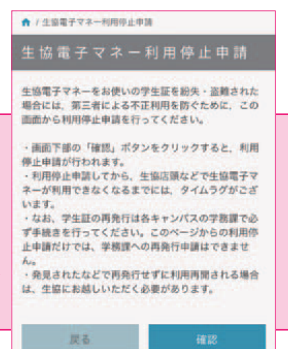 / 生協電子マネー利用停止申請
生協電子マネー利用停止申請
生協電子マネーをお使いの学生証を紛失・盗難された
場合には、第三者による不正利用を防ぐために、この
画面から利用停止申請を行ってください。
・画面下部の「確認」ボタンをクリックすると、利用
停止申請が行われます。
・利用停止申請してから、生協店頭などで生協電子マ
ネーが利用できなくなるまでには、タイムラグがござ
います。
・なお、学生証の再発行は各キャンパスの学務課で必
ず手続きを行ってください。このページからの利用停
止申請だけでは、学務課への再発行申請はできませ
ん。
・発見されたなどで再発行せずに利用再開される場合
は、生協にお越しいただく必要があります。
戻る
確認